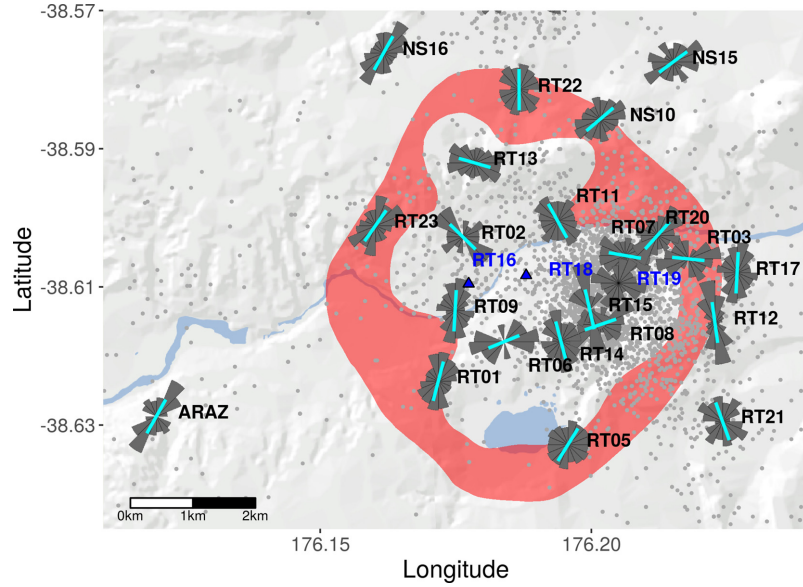 -38.57
NS16
NS15
RT22
NS10
-38.59
RT13
RT11
RT23
RT02
RT07
RT20
RT03
RT16
RT18
RT19
RT17
Latitude
-38.61
RT09
RT15
RT12
RT08
RT06
RT14
RT01
ARAZ
-38.63
RT05
RT21
0km
1km
2km
176.15
176.20
Longitude